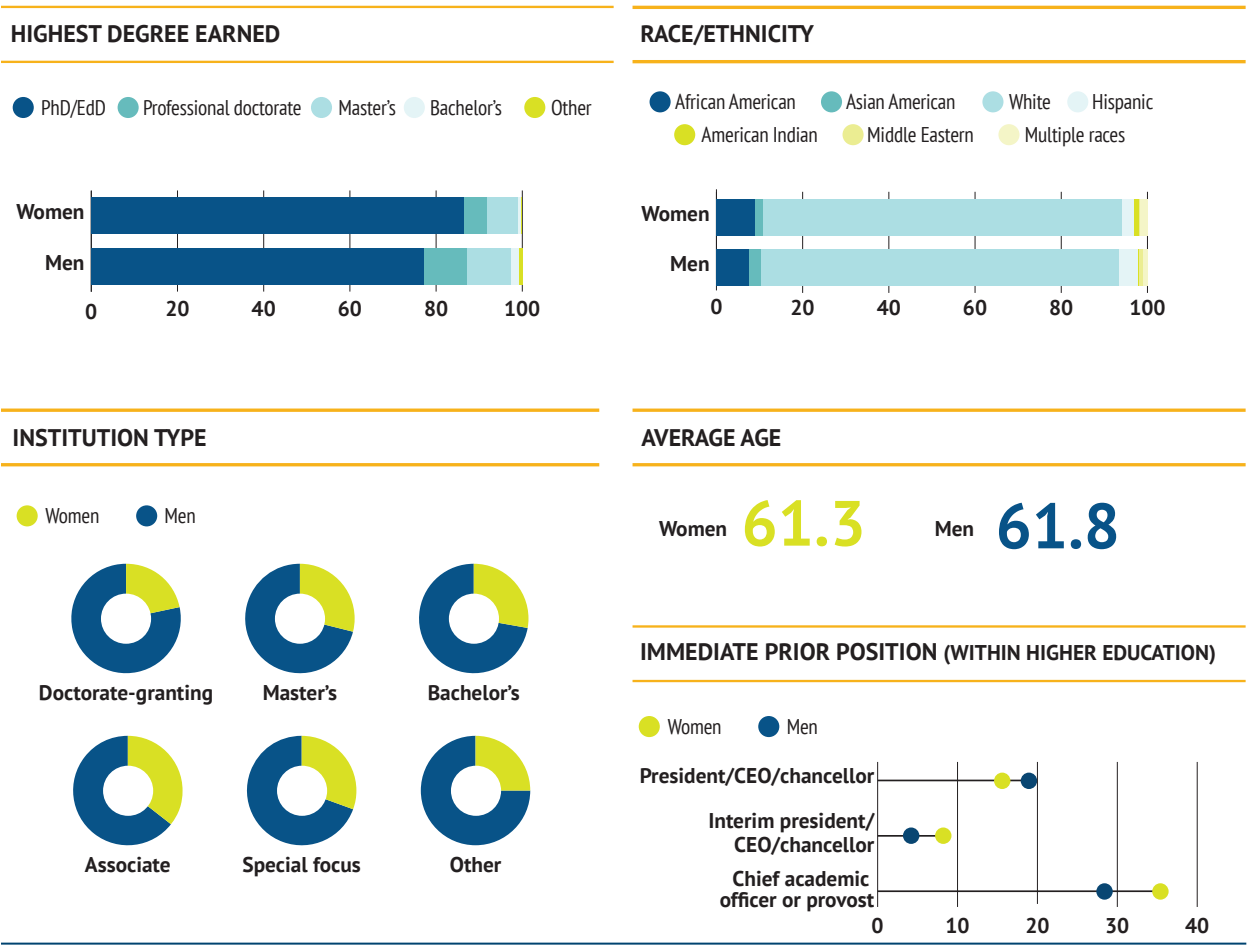 HIGHEST DEGREE EARNED
PhD/EdD Professional doctorate Master's Bachelor's Other
Women
Men
0 20 40 60 80 100
RACE/ETHNICITY
African American Asian American White Hispanic
American Indian Middle Eastern Multiple races
Women
Men
0 20 40 60 80 100
INSTITUTION TYPE
Women Men
Doctorate-granting Master's Bachelor's
Associate Special focus Other
AVERAGE AGE
Women 61.3 Men 61.8
IMMEDIATE PRIOR POSITION (WITHIN HIGHER EDUCATION)
Women Men
President/CEO/chancellor
Interim president/
CEO/chancellor
Chief academic
officer or provost
0 10 20 30 40